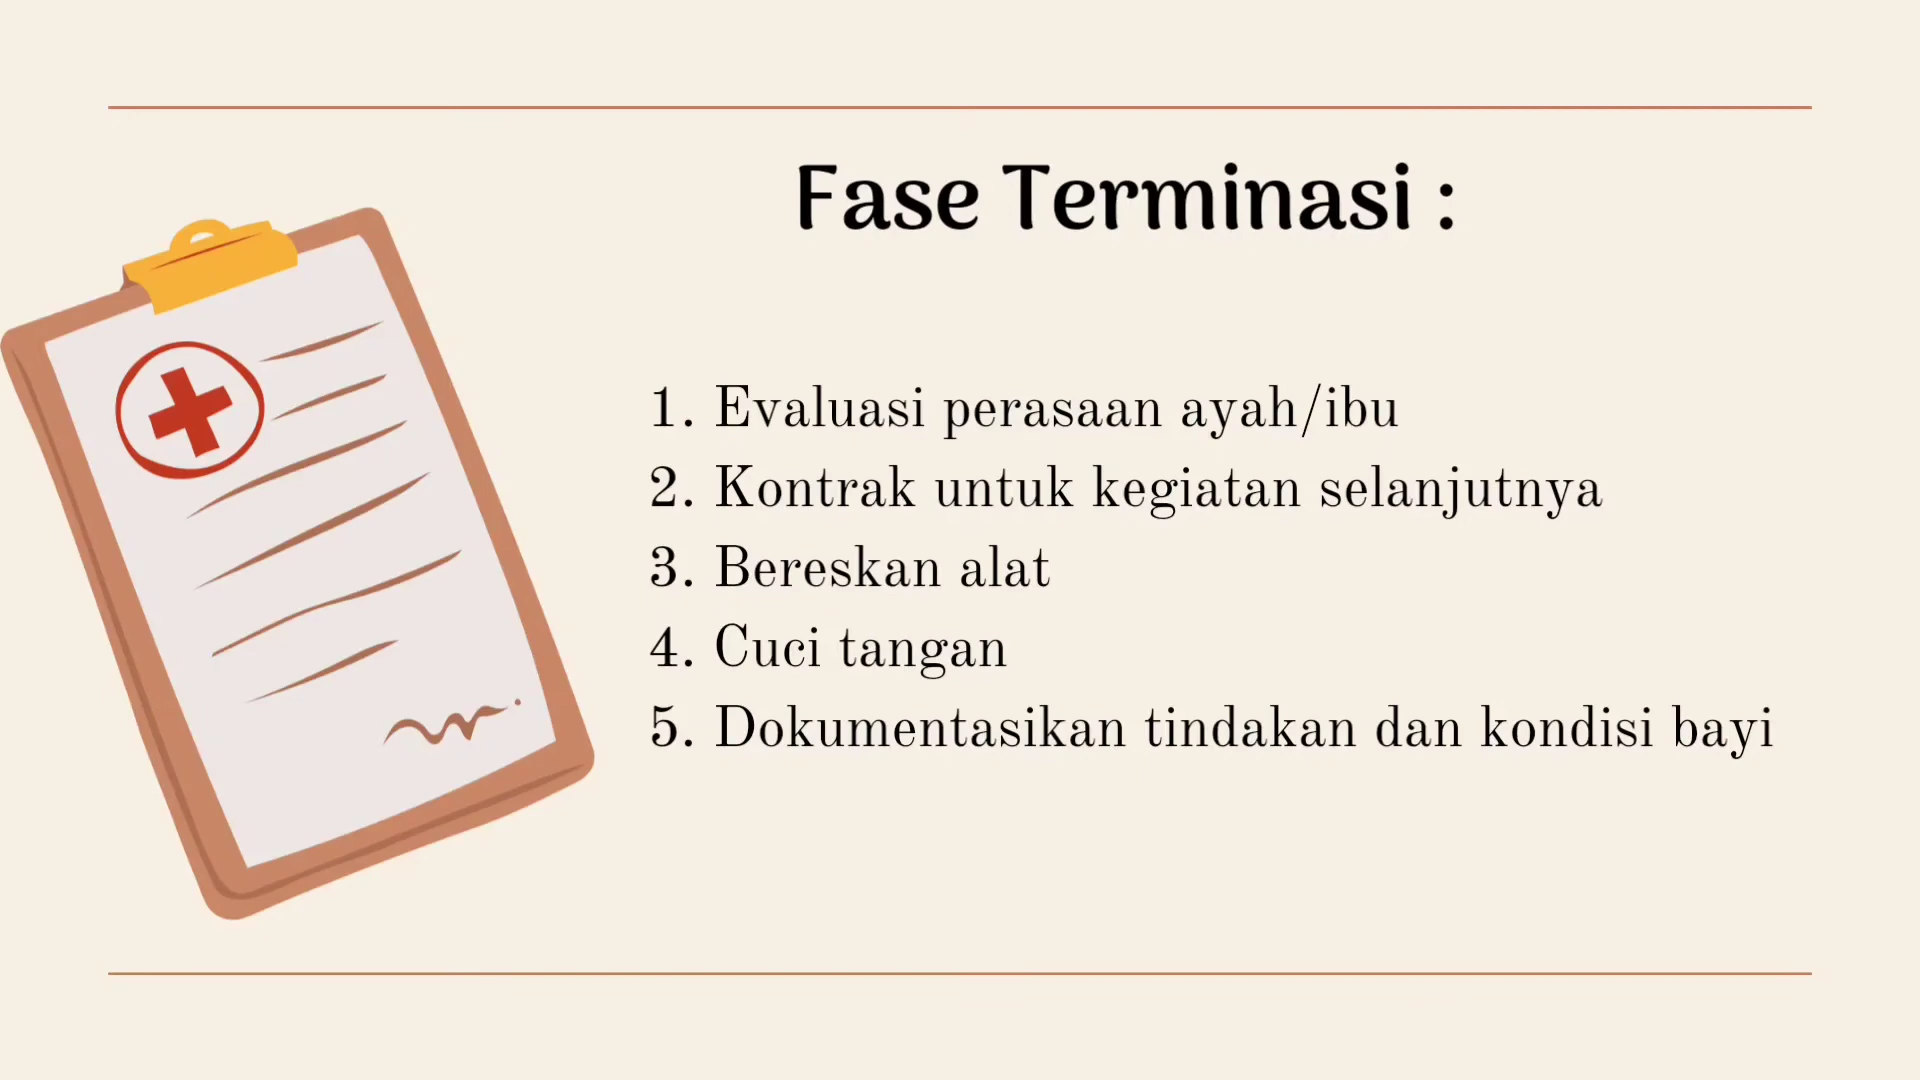 Fase Terminasi :
1. Evaluasi perasaan ayah/ibu
2. Kontrak untuk kegiatan selanjutnya
3. Bereskan alat
4. Cuci tangan
5. Dokumentasikan tindakan dan kondisi bayi